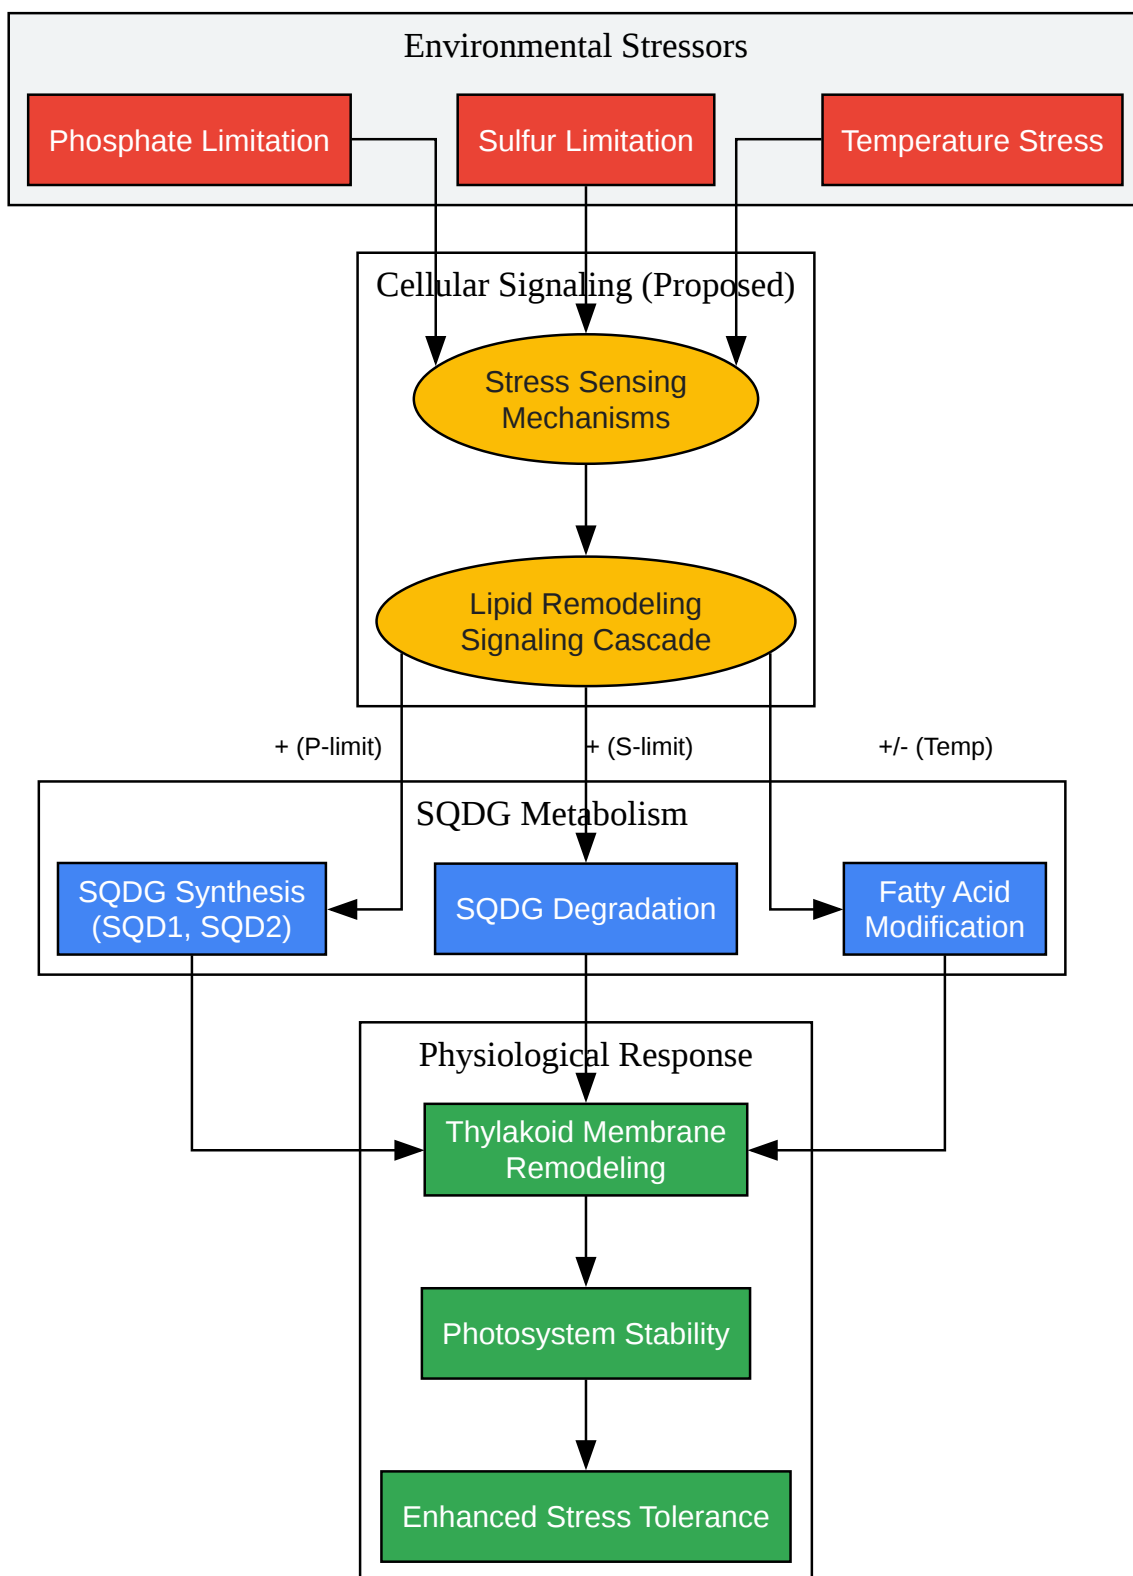 Environmental Stressors
Phosphate Limitation
Sulfur Limitation
Temperature Stress
Cellular Signaling (Proposed)
Stress Sensing
Mechanisms
Lipid Remodeling
Signaling Cascade
+ (P-limit)
+ (S-limit)
+/- (Temp)
SQDG Metabolism
SQDG Synthesis
(SQD1, SQD2)
SQDG Degradation
Fatty Acid
Modification
Physiological Response
Thylakoid Membrane
Remodeling
Photosystem Stability
Enhanced Stress Tolerance